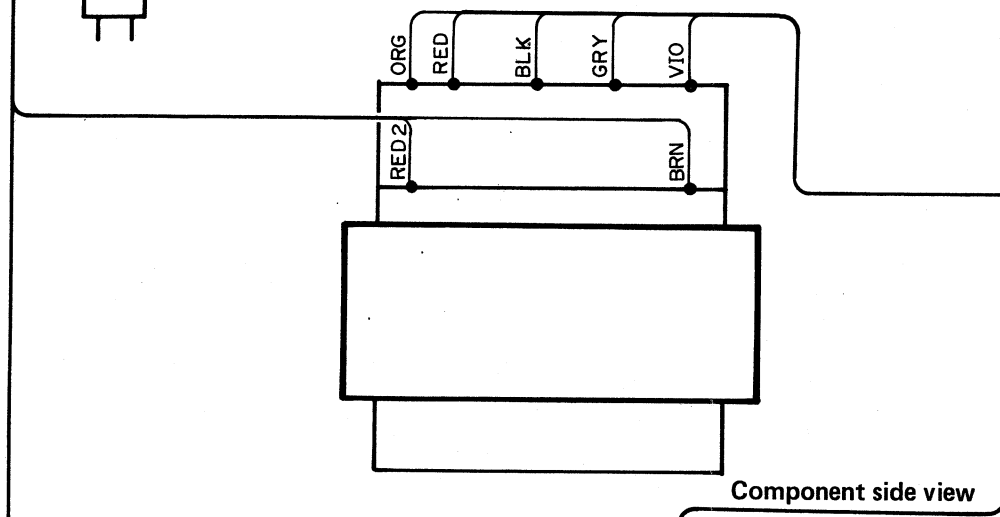 ORG
RED
BLK
GRY
VIO
RED2
BRN
Component side view